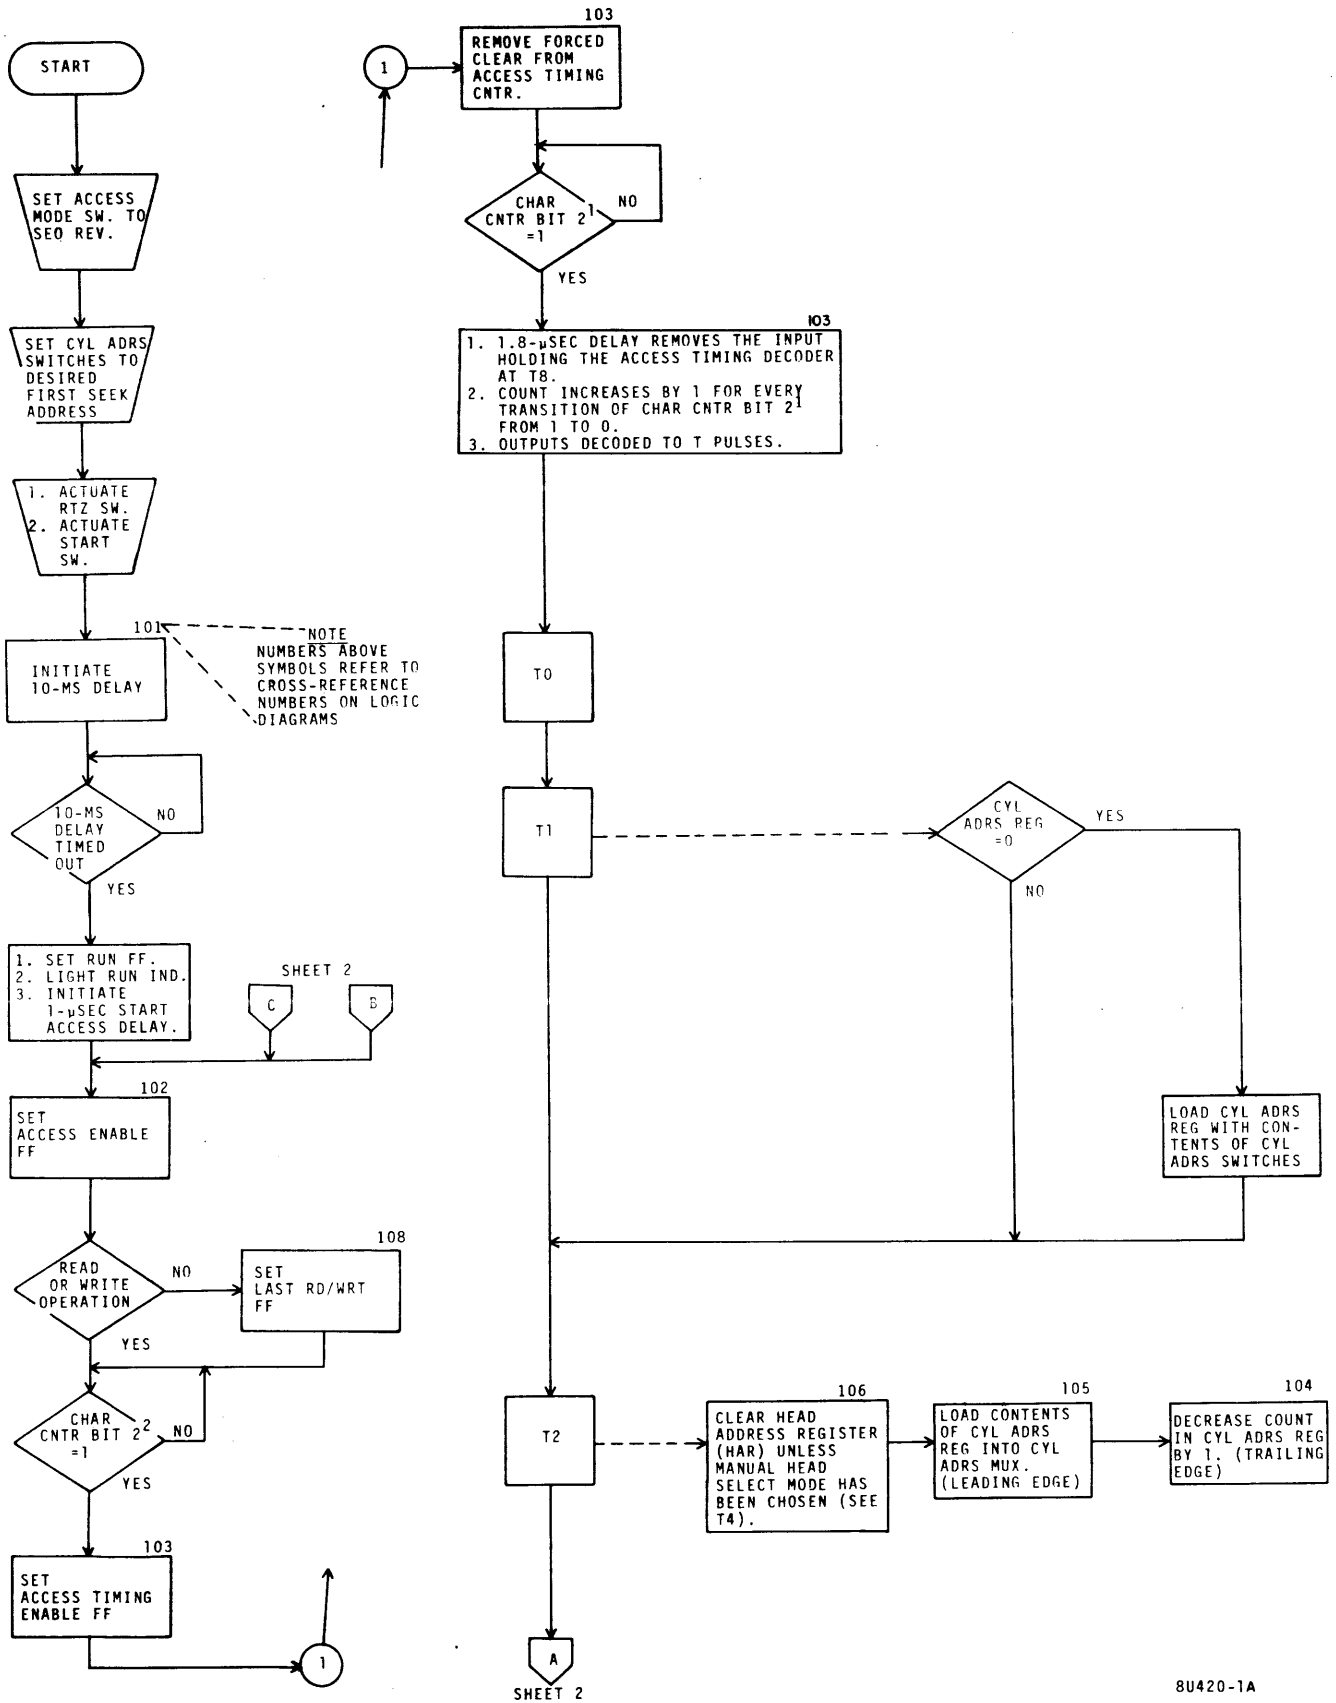 START
SET ACCESS
MODE SW. TO
SEQ REV.
SET CYL ADRS
SWITCHES TO
DESIRED
FIRST SEEK
ADDRESS
1. ACTUATE
RTZ SW.
2. ACTUATE
START
SW.
101
INITIATE
10-MS DELAY
NOTE
NUMBERS ABOVE
SYMBOLS REFER TO
CROSS-REFERENCE
NUMBERS ON LOGIC
DIAGRAMS
10-MS
DELAY
TIMED
OUT
NO
YES
1. SET RUN FF.
2. LIGHT RUN IND.
3. INITIATE
1-μSEC START
ACCESS DELAY.
SHEET 2
C
B
102
SET
ACCESS ENABLE
FF
READ
OR WRITE
OPERATION
NO
YES
108
SET
LAST RD/WRT
FF
CHAR
CNTR BIT 2²
=1
NO
YES
103
SET
ACCESS TIMING
ENABLE FF
1
1
103
REMOVE FORCED
CLEAR FROM
ACCESS TIMING
CNTR.
CHAR
CNTR BIT 2¹
=1
NO
YES
103
1. 1.8-μSEC DELAY REMOVES THE INPUT
HOLDING THE ACCESS TIMING DECODER
AT T8.
2. COUNT INCREASES BY 1 FOR EVERY
TRANSITION OF CHAR CNTR BIT 2¹
FROM 1 TO 0.
3. OUTPUTS DECODED TO T PULSES.
T0
T1
CYL
ADRS REG
=0
YES
NO
LOAD CYL ADRS
REG WITH CON-
TENTS OF CYL
ADRS SWITCHES
T2
106
CLEAR HEAD
ADDRESS REGISTER
(HAR) UNLESS
MANUAL HEAD
SELECT MODE HAS
BEEN CHOSEN (SEE
T4).
105
LOAD CONTENTS
OF CYL ADRS
REG INTO CYL
ADRS MUX.
(LEADING EDGE)
104
DECREASE COUNT
IN CYL ADRS REG
BY 1. (TRAILING
EDGE)
A
SHEET 2
8U420-1A